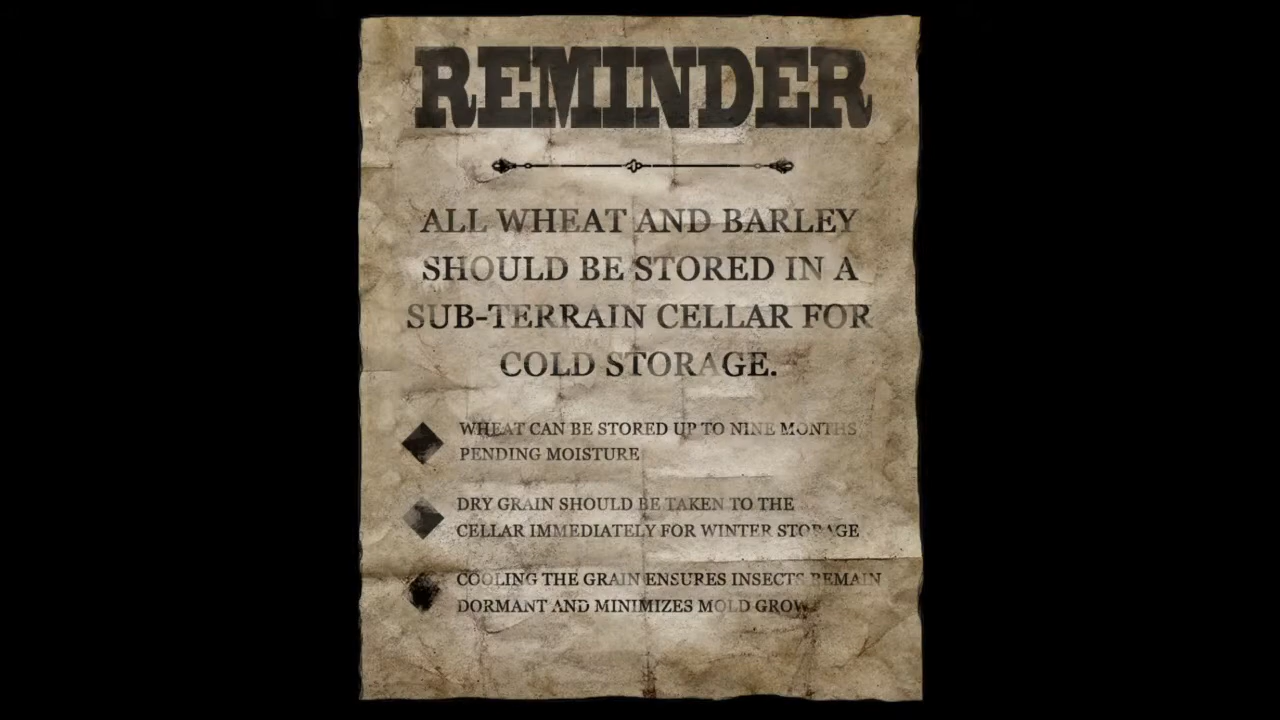 REMINDER
ALL WHEAT AND BARLEY
SHOULD BE STORED IN A
SUB-TERRAIN CELLAR FOR
COLD STORAGE.
WHEAT CAN BE STORED UP TO NINE MONTHS
PENDING MOISTURE
DRY GRAIN SHOULD BE TAKEN TO THE
CELLAR IMMEDIATELY FOR WINTER STORAGE
COOLING THE GRAIN ENSURES INSECTS REMAIN
DORMANT AND MINIMIZES MOLD